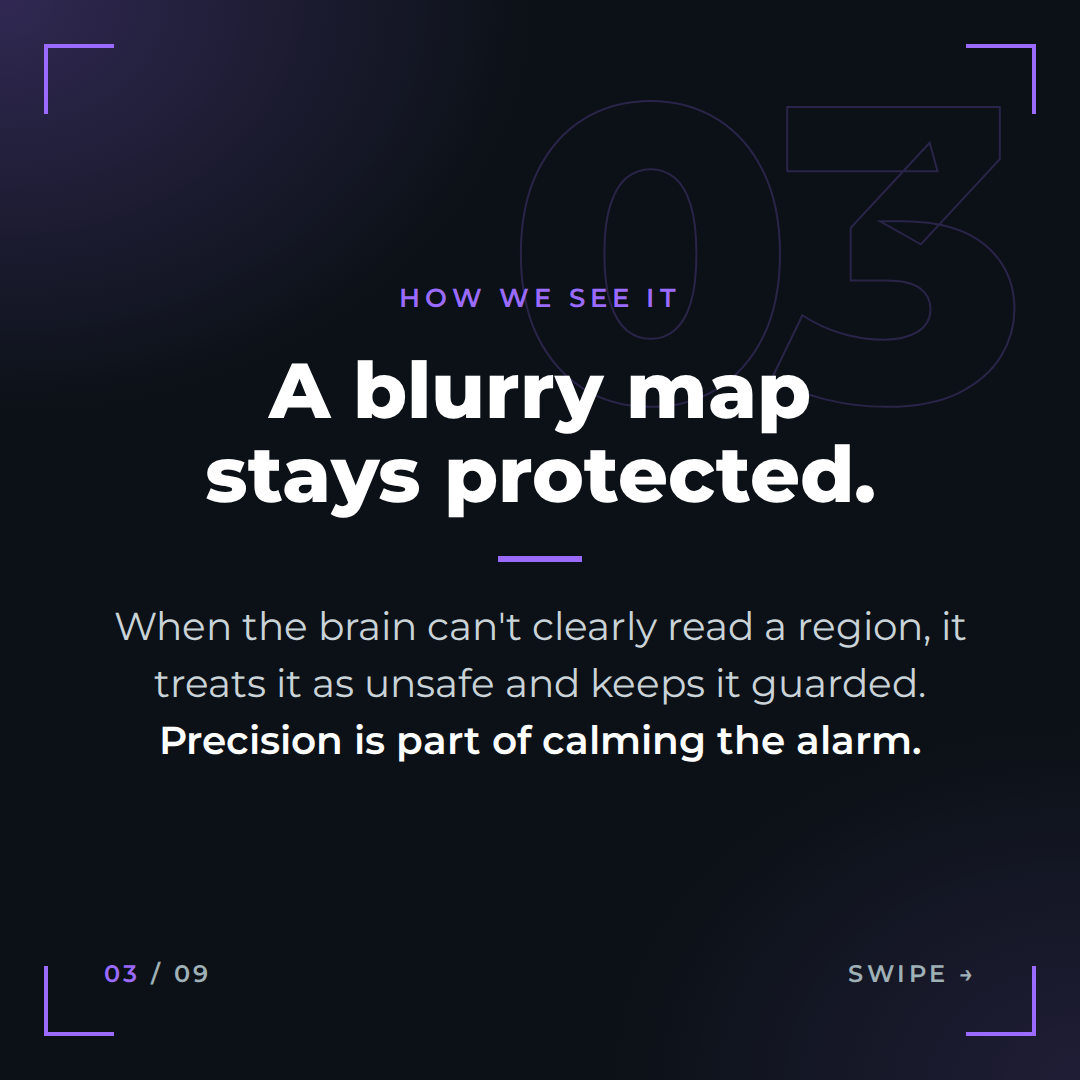 03
HOW WE SEE IT
A blurry map
stays protected.
When the brain can't clearly read a region, it
treats it as unsafe and keeps it guarded.
Precision is part of calming the alarm.
03 / 09
SWIPE →